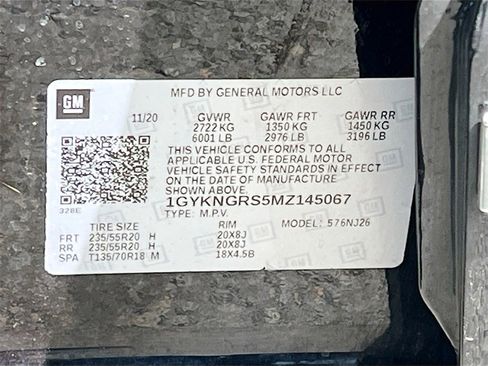 MFD BY GENERAL MOTORS LLC
GM
11/20 GVWR GAWR FRT GAWR RR
2722 KG 1350 KG 1450 KG
6001 LB 2976 LB 3196 LB
THIS VEHICLE CONFORMS TO ALL
APPLICABLE U.S. FEDERAL MOTOR
VEHICLE SAFETY STANDARDS IN EFFECT
ON THE DATE OF MANUFACTURE
SHOWN ABOVE.
328E
1GYKNGRS5MZ145067
TYPE: M.P.V. MODEL: 576NJ26
TIRE SIZE RIM
FRT 235/55R20 H 20X8J
RR 235/55R20 H 20X8J
SPA T135/70R18 M 18X4.5B